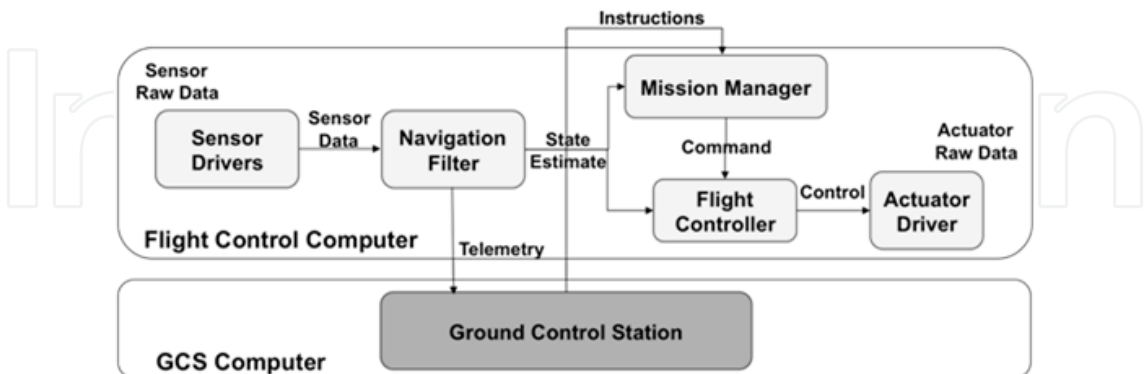 Instructions
Sensor
Raw Data
Mission Manager
Sensor
Drivers
Sensor
Data
Navigation
Filter
State
Estimate
Command
Actuator
Raw Data
Flight
Controller
Control
Actuator
Driver
Flight Control Computer
Telemetry
Ground Control Station
GCS Computer